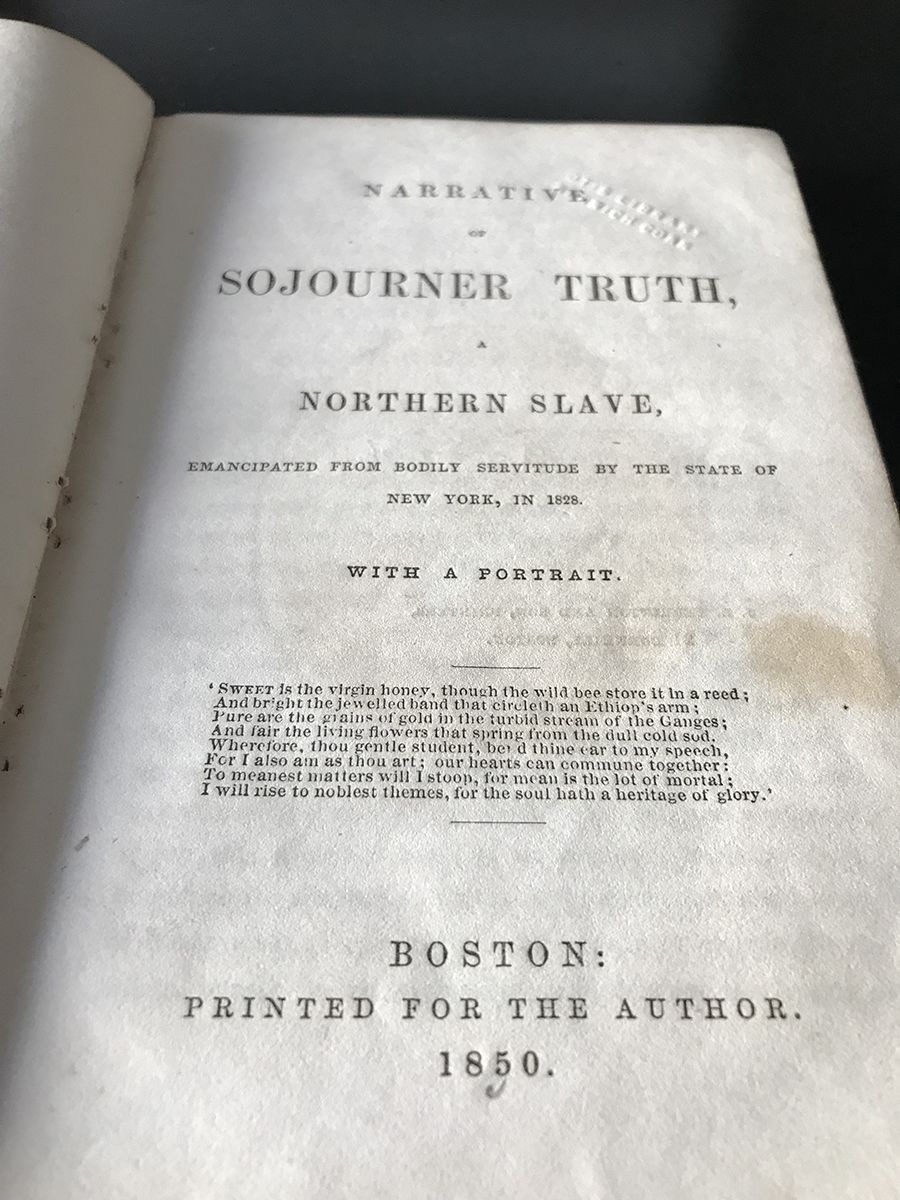 NARRATIVE
OF
SOJOURNER TRUTH,
A
NORTHERN SLAVE,
EMANCIPATED FROM BODILY SERVITUDE BY THE STATE OF
NEW YORK, IN 1828.
WITH A PORTRAIT.
'SWEET is the virgin honey, though the wild bee store it in a reed;
And bright the jewelled band that circleth an Ethiop's arm;
Pure are the grains of gold in the turbid stream of the Ganges;
And fair the living flowers that spring from the dull cold sod.
Wherefore, thou gentle student, bend thine ear to my speech,
For I also am as thou art; our hearts can commune together:
To meanest matters will I stoop, for mean is the lot of mortal;
I will rise to noblest themes, for the soul hath a heritage of glory.'
BOSTON:
PRINTED FOR THE AUTHOR.
1850.